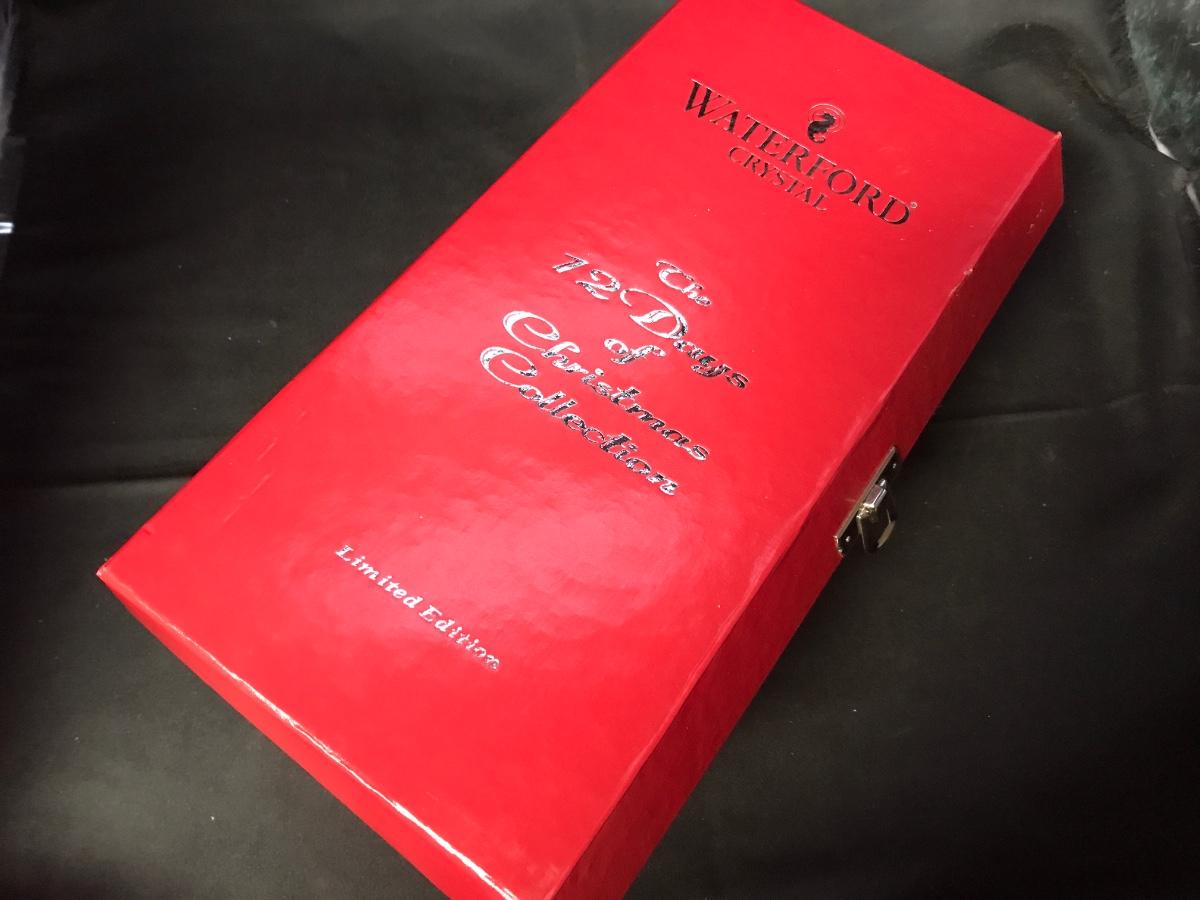 WATERFORD®
CRYSTAL
The
12 Days
of
Christmas
Collection
Limited Edition